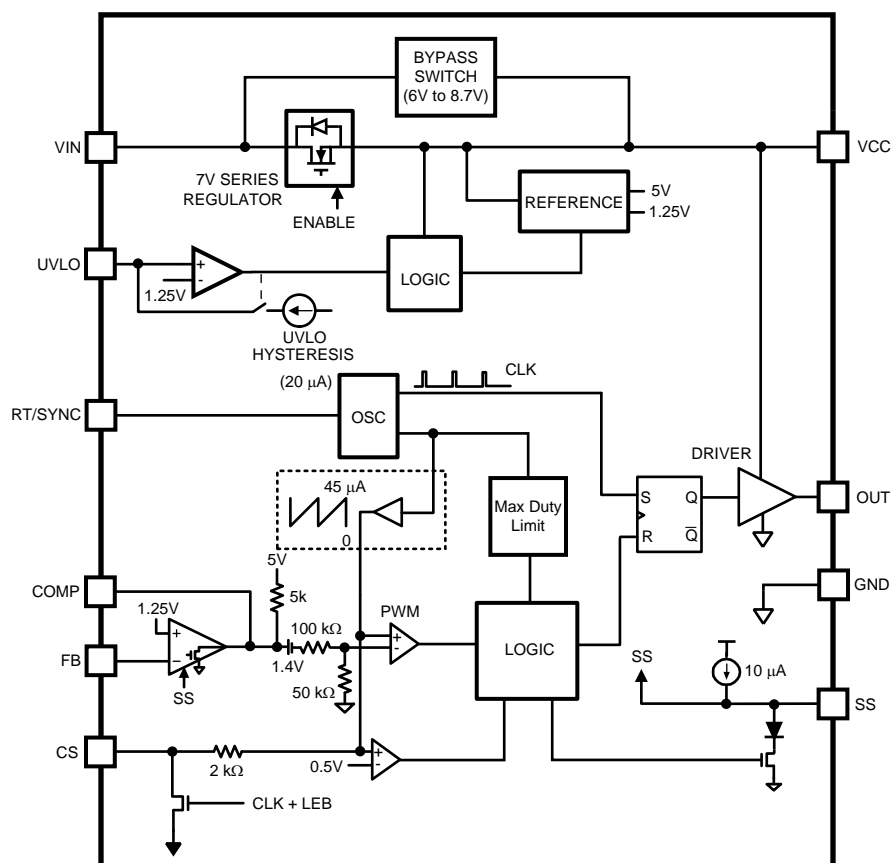 BYPASS
SWITCH
(6V to 8.7V)
VIN
VCC
7V SERIES
REGULATOR
ENABLE
REFERENCE
5V
1.25V
UVLO
+
-
1.25V
LOGIC
UVLO
HYSTERESIS
(20 μA)
CLK
RT/SYNC
OSC
DRIVER
45 μA
0
Max Duty
Limit
S
Q
R
Q̅
OUT
5V
5k
COMP
1.25V
+
−
FB
SS
1.4V
100 kΩ
50 kΩ
PWM
+
-
LOGIC
GND
SS
10 μA
SS
CS
2 kΩ
0.5V
+
-
CLK + LEB